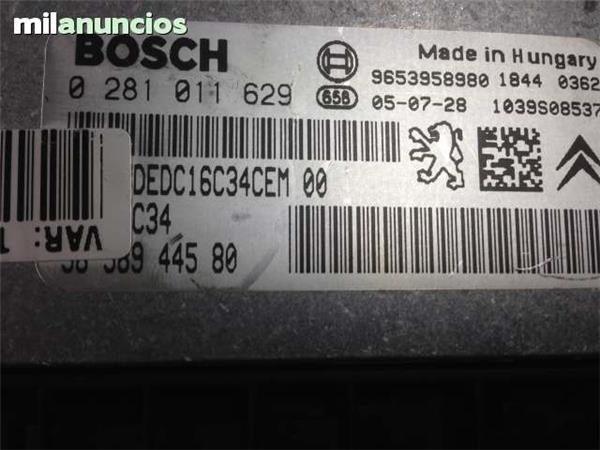 milanuncios
BOSCH
Made in Hungary
9653958980 1844 0362
0 281 011 629
656 05-07-28 1039S08537
DEDC16C34CEM 00
C34
445 80
VAR: